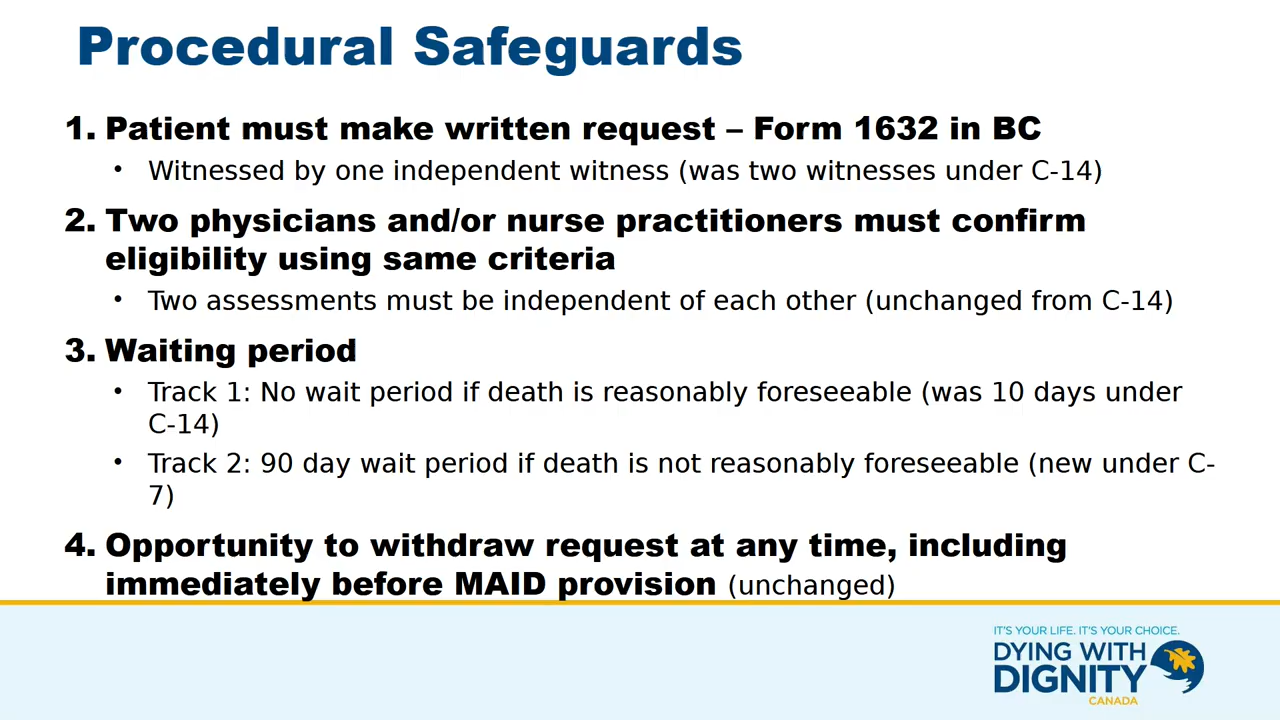 Procedural Safeguards
1. Patient must make written request – Form 1632 in BC
• Witnessed by one independent witness (was two witnesses under C-14)
2. Two physicians and/or nurse practitioners must confirm
eligibility using same criteria
• Two assessments must be independent of each other (unchanged from C-14)
3. Waiting period
• Track 1: No wait period if death is reasonably foreseeable (was 10 days under
C-14)
• Track 2: 90 day wait period if death is not reasonably foreseeable (new under C-
7)
4. Opportunity to withdraw request at any time, including
immediately before MAID provision (unchanged)
IT'S YOUR LIFE. IT'S YOUR CHOICE.
DYING WITH
DIGNITY
CANADA